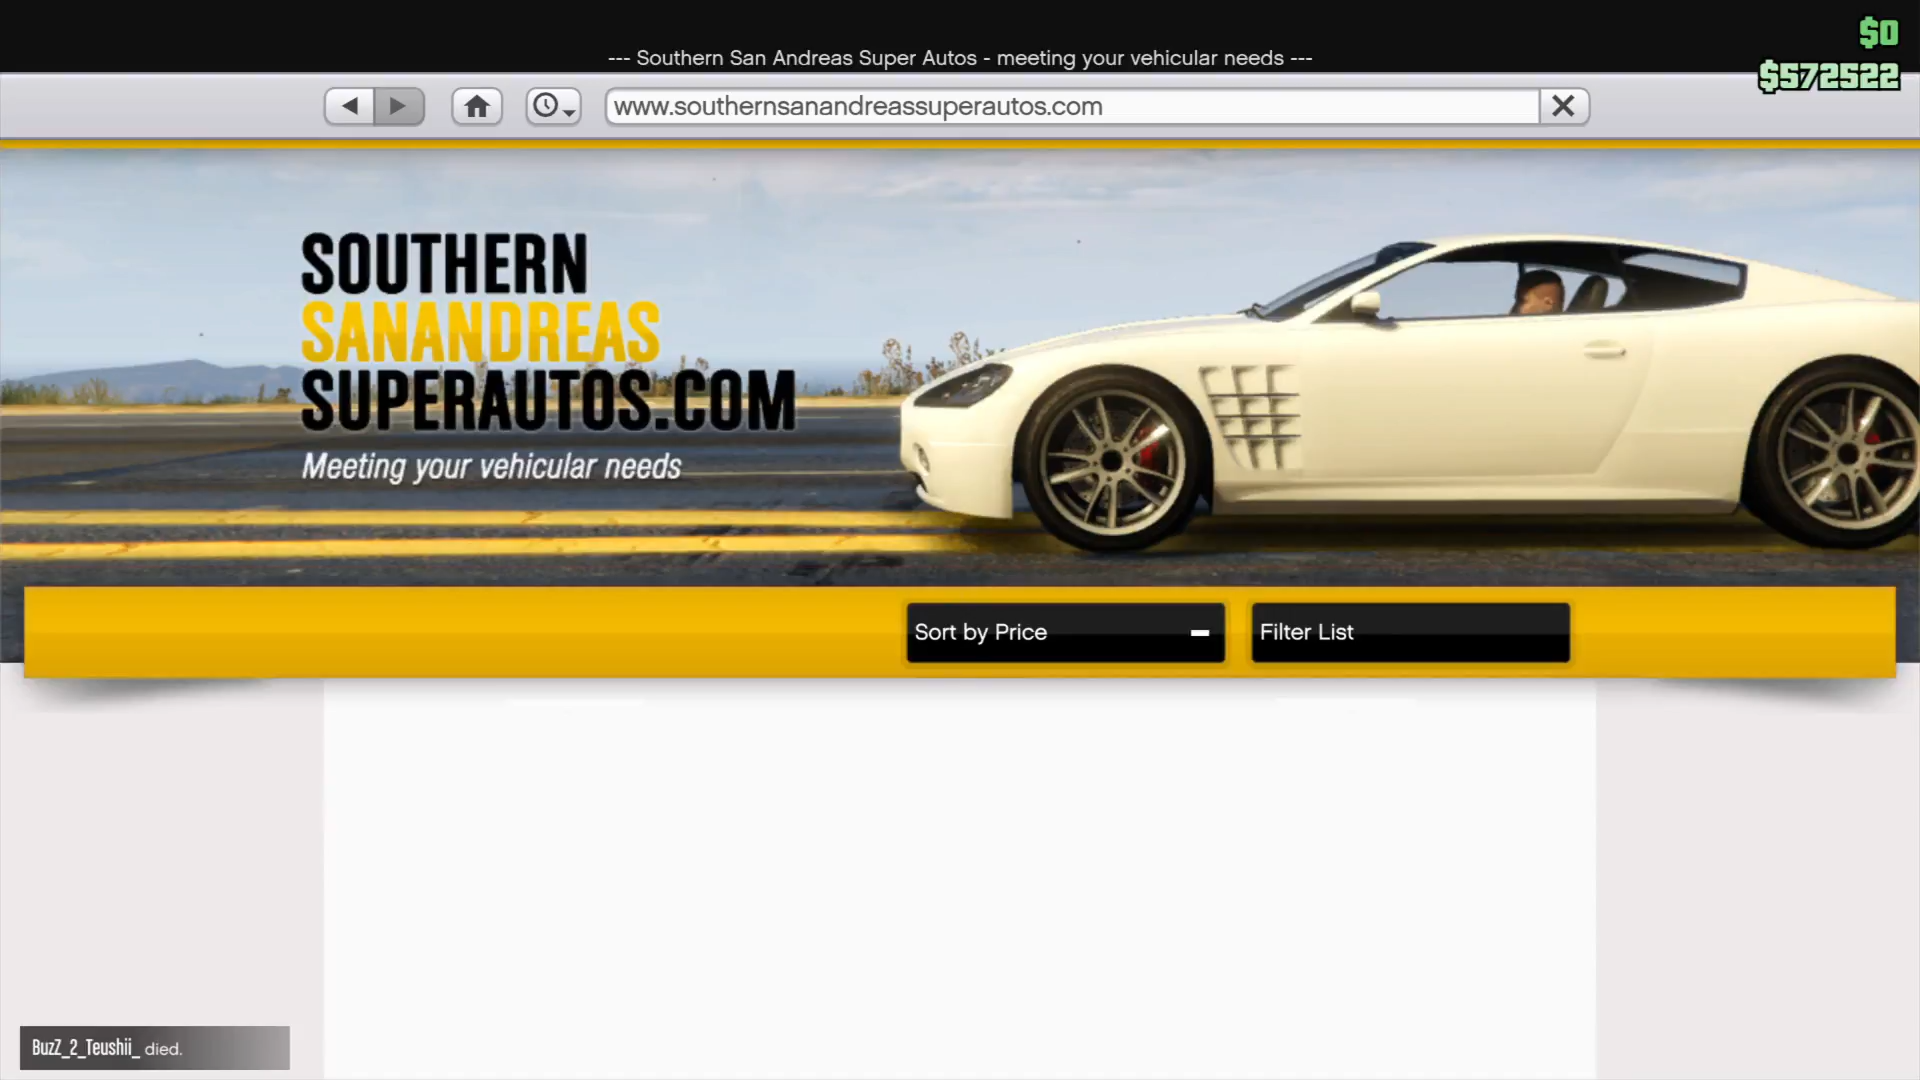 $0
--- Southern San Andreas Super Autos - meeting your vehicular needs ---
$572522
www.southernsanandreassuperautos.com
SOUTHERN
SANANDREAS
SUPERAUTOS.COM
Meeting your vehicular needs
Sort by Price
Filter List
BuzZ_2_Teushii_ died.